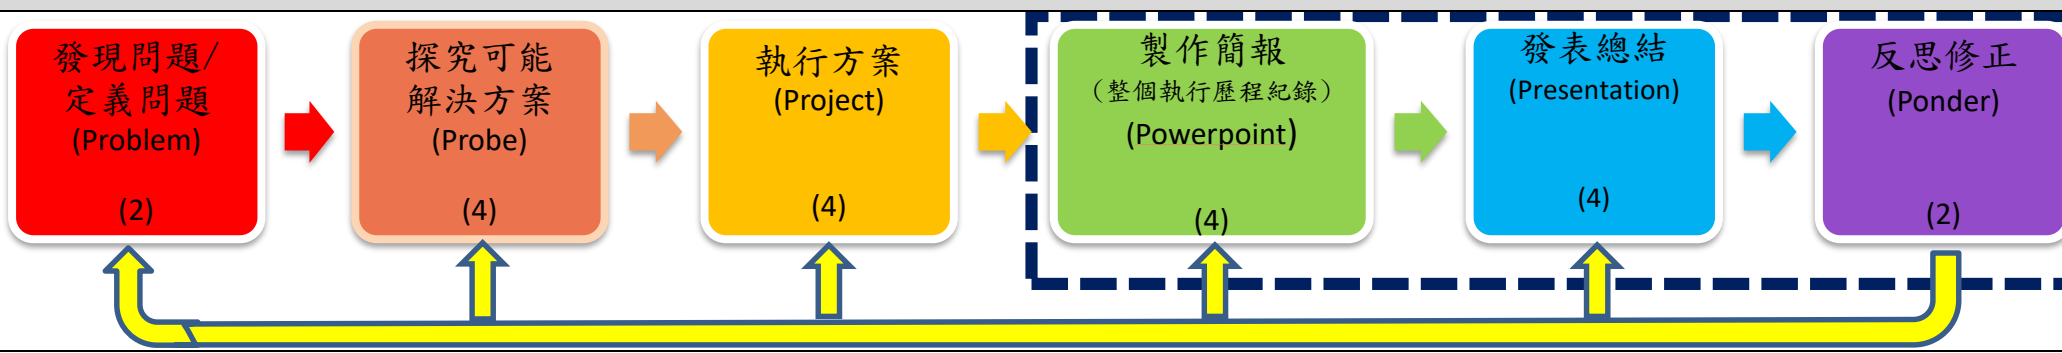 發現問題/
定義問題
(Problem)
(2)
探究可能
解決方案
(Probe)
(4)
執行方案
(Project)
(4)
製作簡報
(整個執行歷程紀錄)
(Powerpoint)
(4)
發表總結
(Presentation)
(4)
反思修正
(Ponder)
(2)